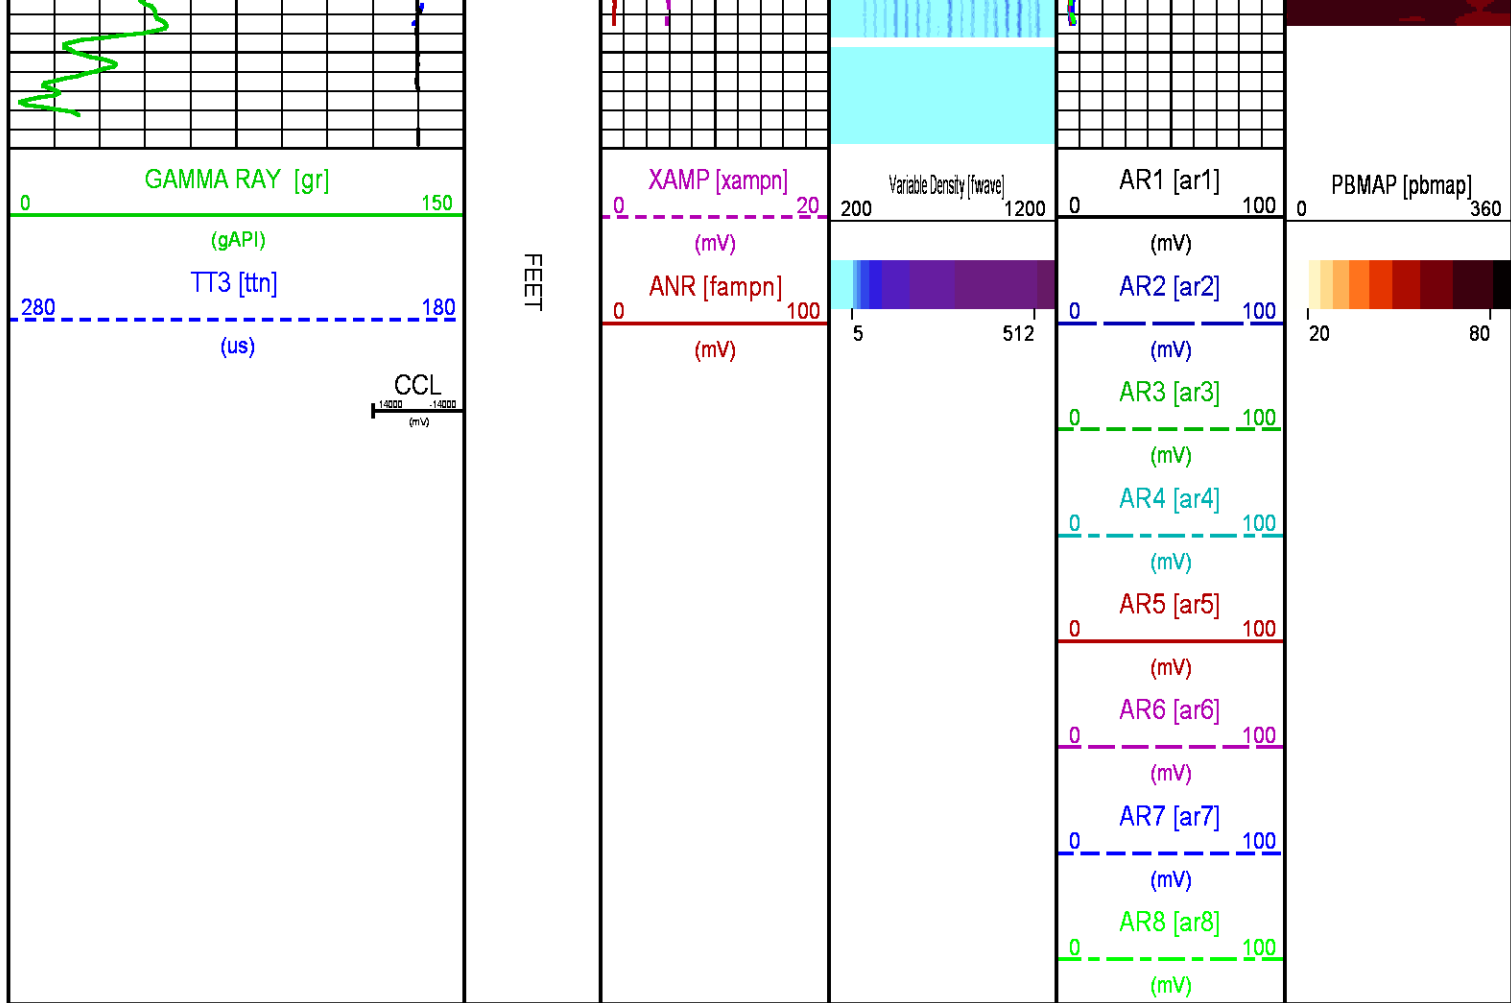 GAMMA RAY [gr]
0 150
(gAPI)
TT3 [ttn]
280 180
(us)
CCL
14000 -14000
(mV)
FEET
XAMP [xampn]
0 20
(mV)
ANR [fampn]
0 100
(mV)
Variable Density [fwave]
200 1200
5 512
AR1 [ar1]
0 100
(mV)
AR2 [ar2]
0 100
(mV)
AR3 [ar3]
0 100
(mV)
AR4 [ar4]
0 100
(mV)
AR5 [ar5]
0 100
(mV)
AR6 [ar6]
0 100
(mV)
AR7 [ar7]
0 100
(mV)
AR8 [ar8]
0 100
(mV)
PBMAP [pbmap]
0 360
20 80